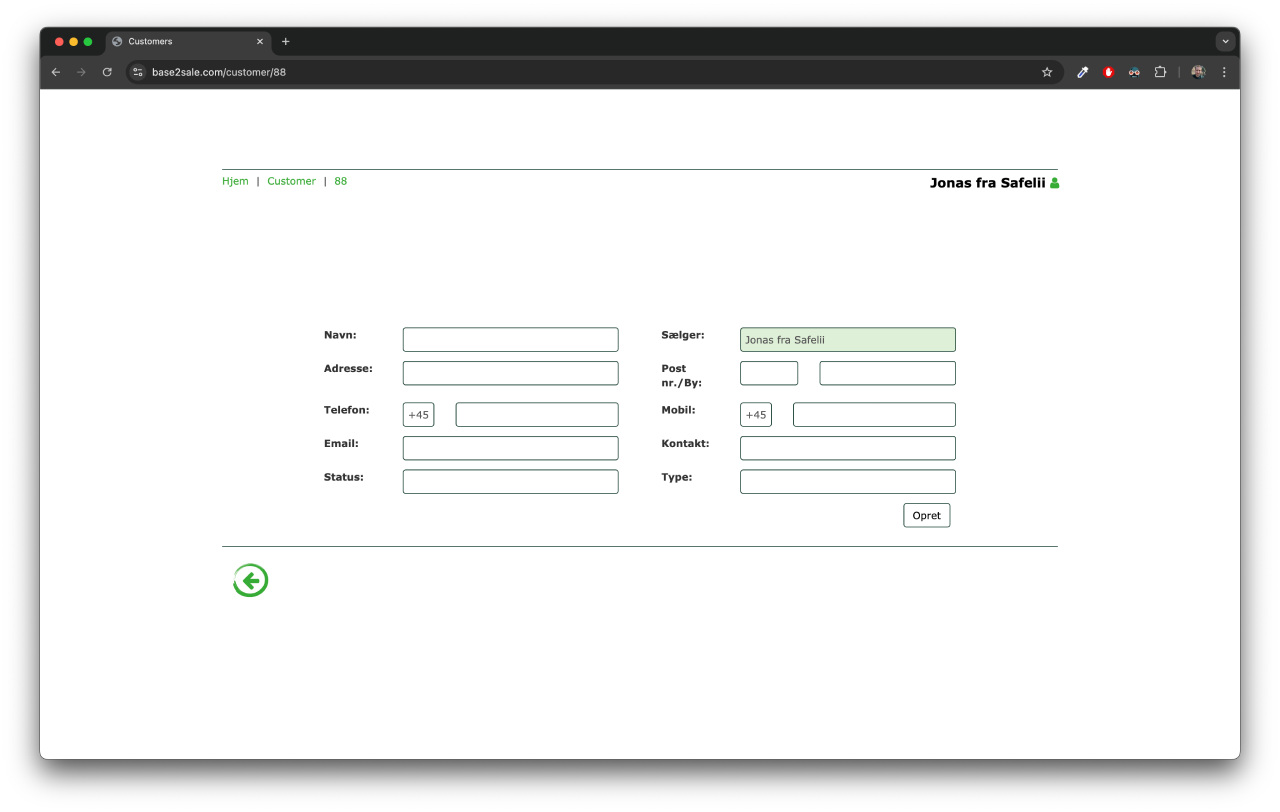 Customers
base2sale.com/customer/88
Hjem | Customer | 88
Jonas fra Safelii
Navn:
Sælger:
Jonas fra Safelii
Adresse:
Post
nr./By:
Telefon:
+45
Mobil:
+45
Email:
Kontakt:
Status:
Type:
Opret